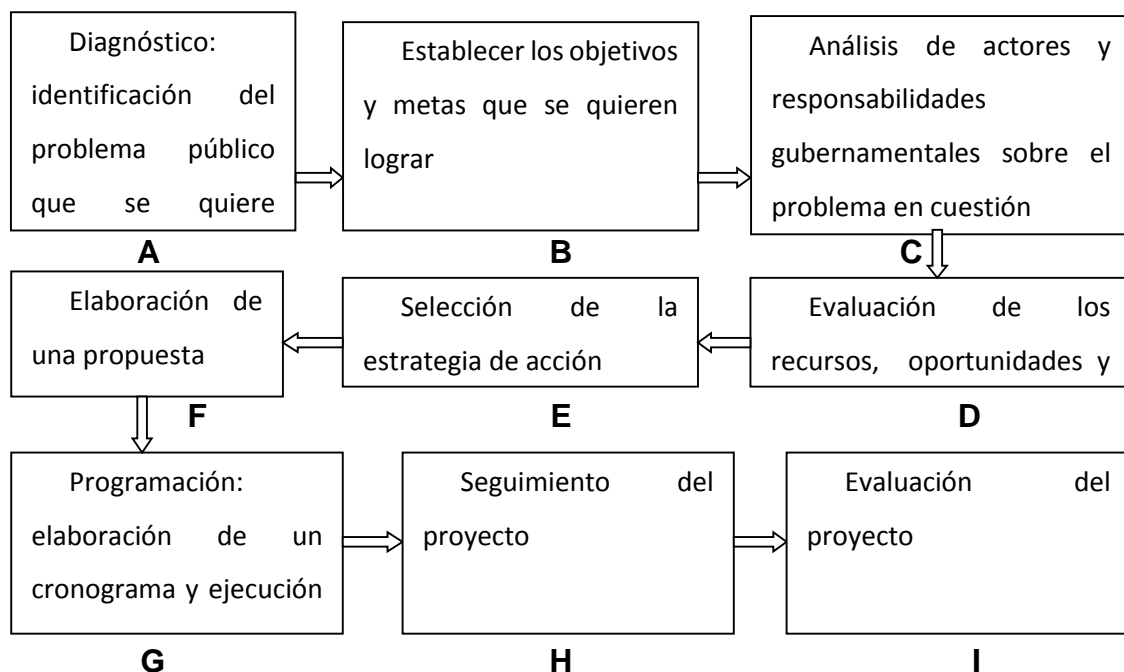 Diagnóstico:
identificación del
problema público
que se quiere
A
Establecer los objetivos
y metas que se quieren
lograr
B
Análisis de actores y
responsabilidades
gubernamentales sobre el
problema en cuestión
C
Evaluación de los
recursos, oportunidades y
D
Selección de la
estrategia de acción
E
Elaboración de
una propuesta
F
Programación:
elaboración de un
cronograma y ejecución
G
Seguimiento del
proyecto
H
Evaluación del
proyecto
I